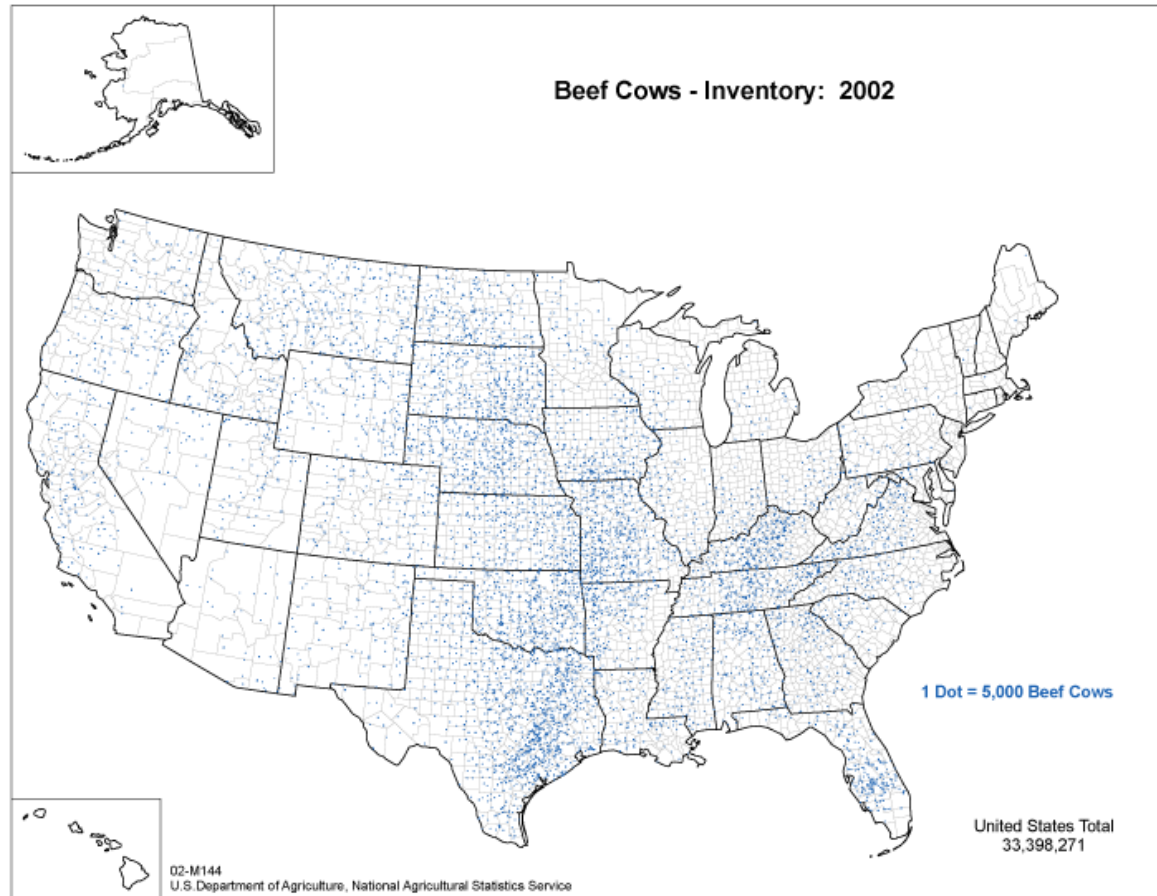 Beef Cows - Inventory: 2002
1 Dot = 5,000 Beef Cows
United States Total
33,398,271
02-M144
U.S.Department of Agriculture, National Agricultural Statistics Service